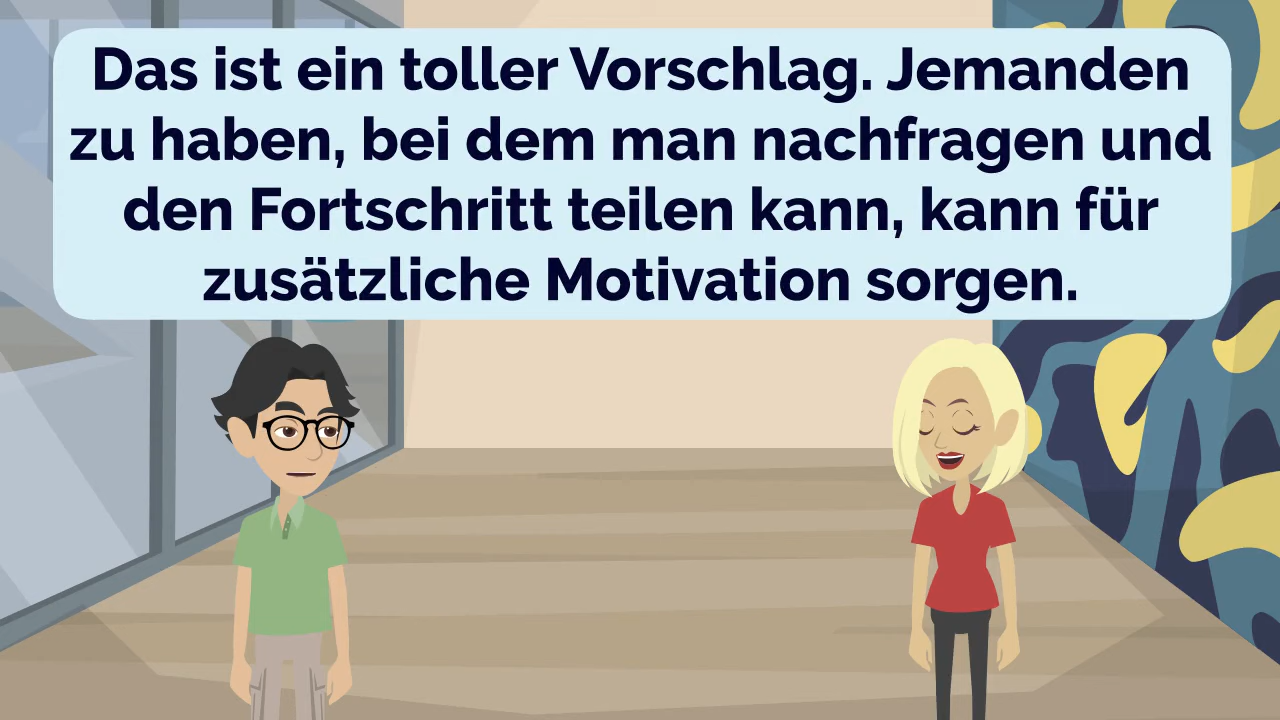 Das ist ein toller Vorschlag. Jemanden
zu haben, bei dem man nachfragen und
den Fortschritt teilen kann, kann für
zusätzliche Motivation sorgen.